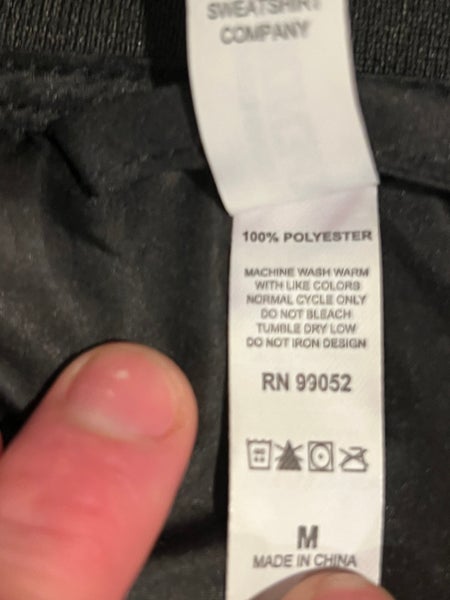 SWEATSHIRT
COMPANY
100% POLYESTER
MACHINE WASH WARM
WITH LIKE COLORS
NORMAL CYCLE ONLY
DO NOT BLEACH
TUMBLE DRY LOW
DO NOT IRON DESIGN
RN 99052
M
MADE IN CHINA